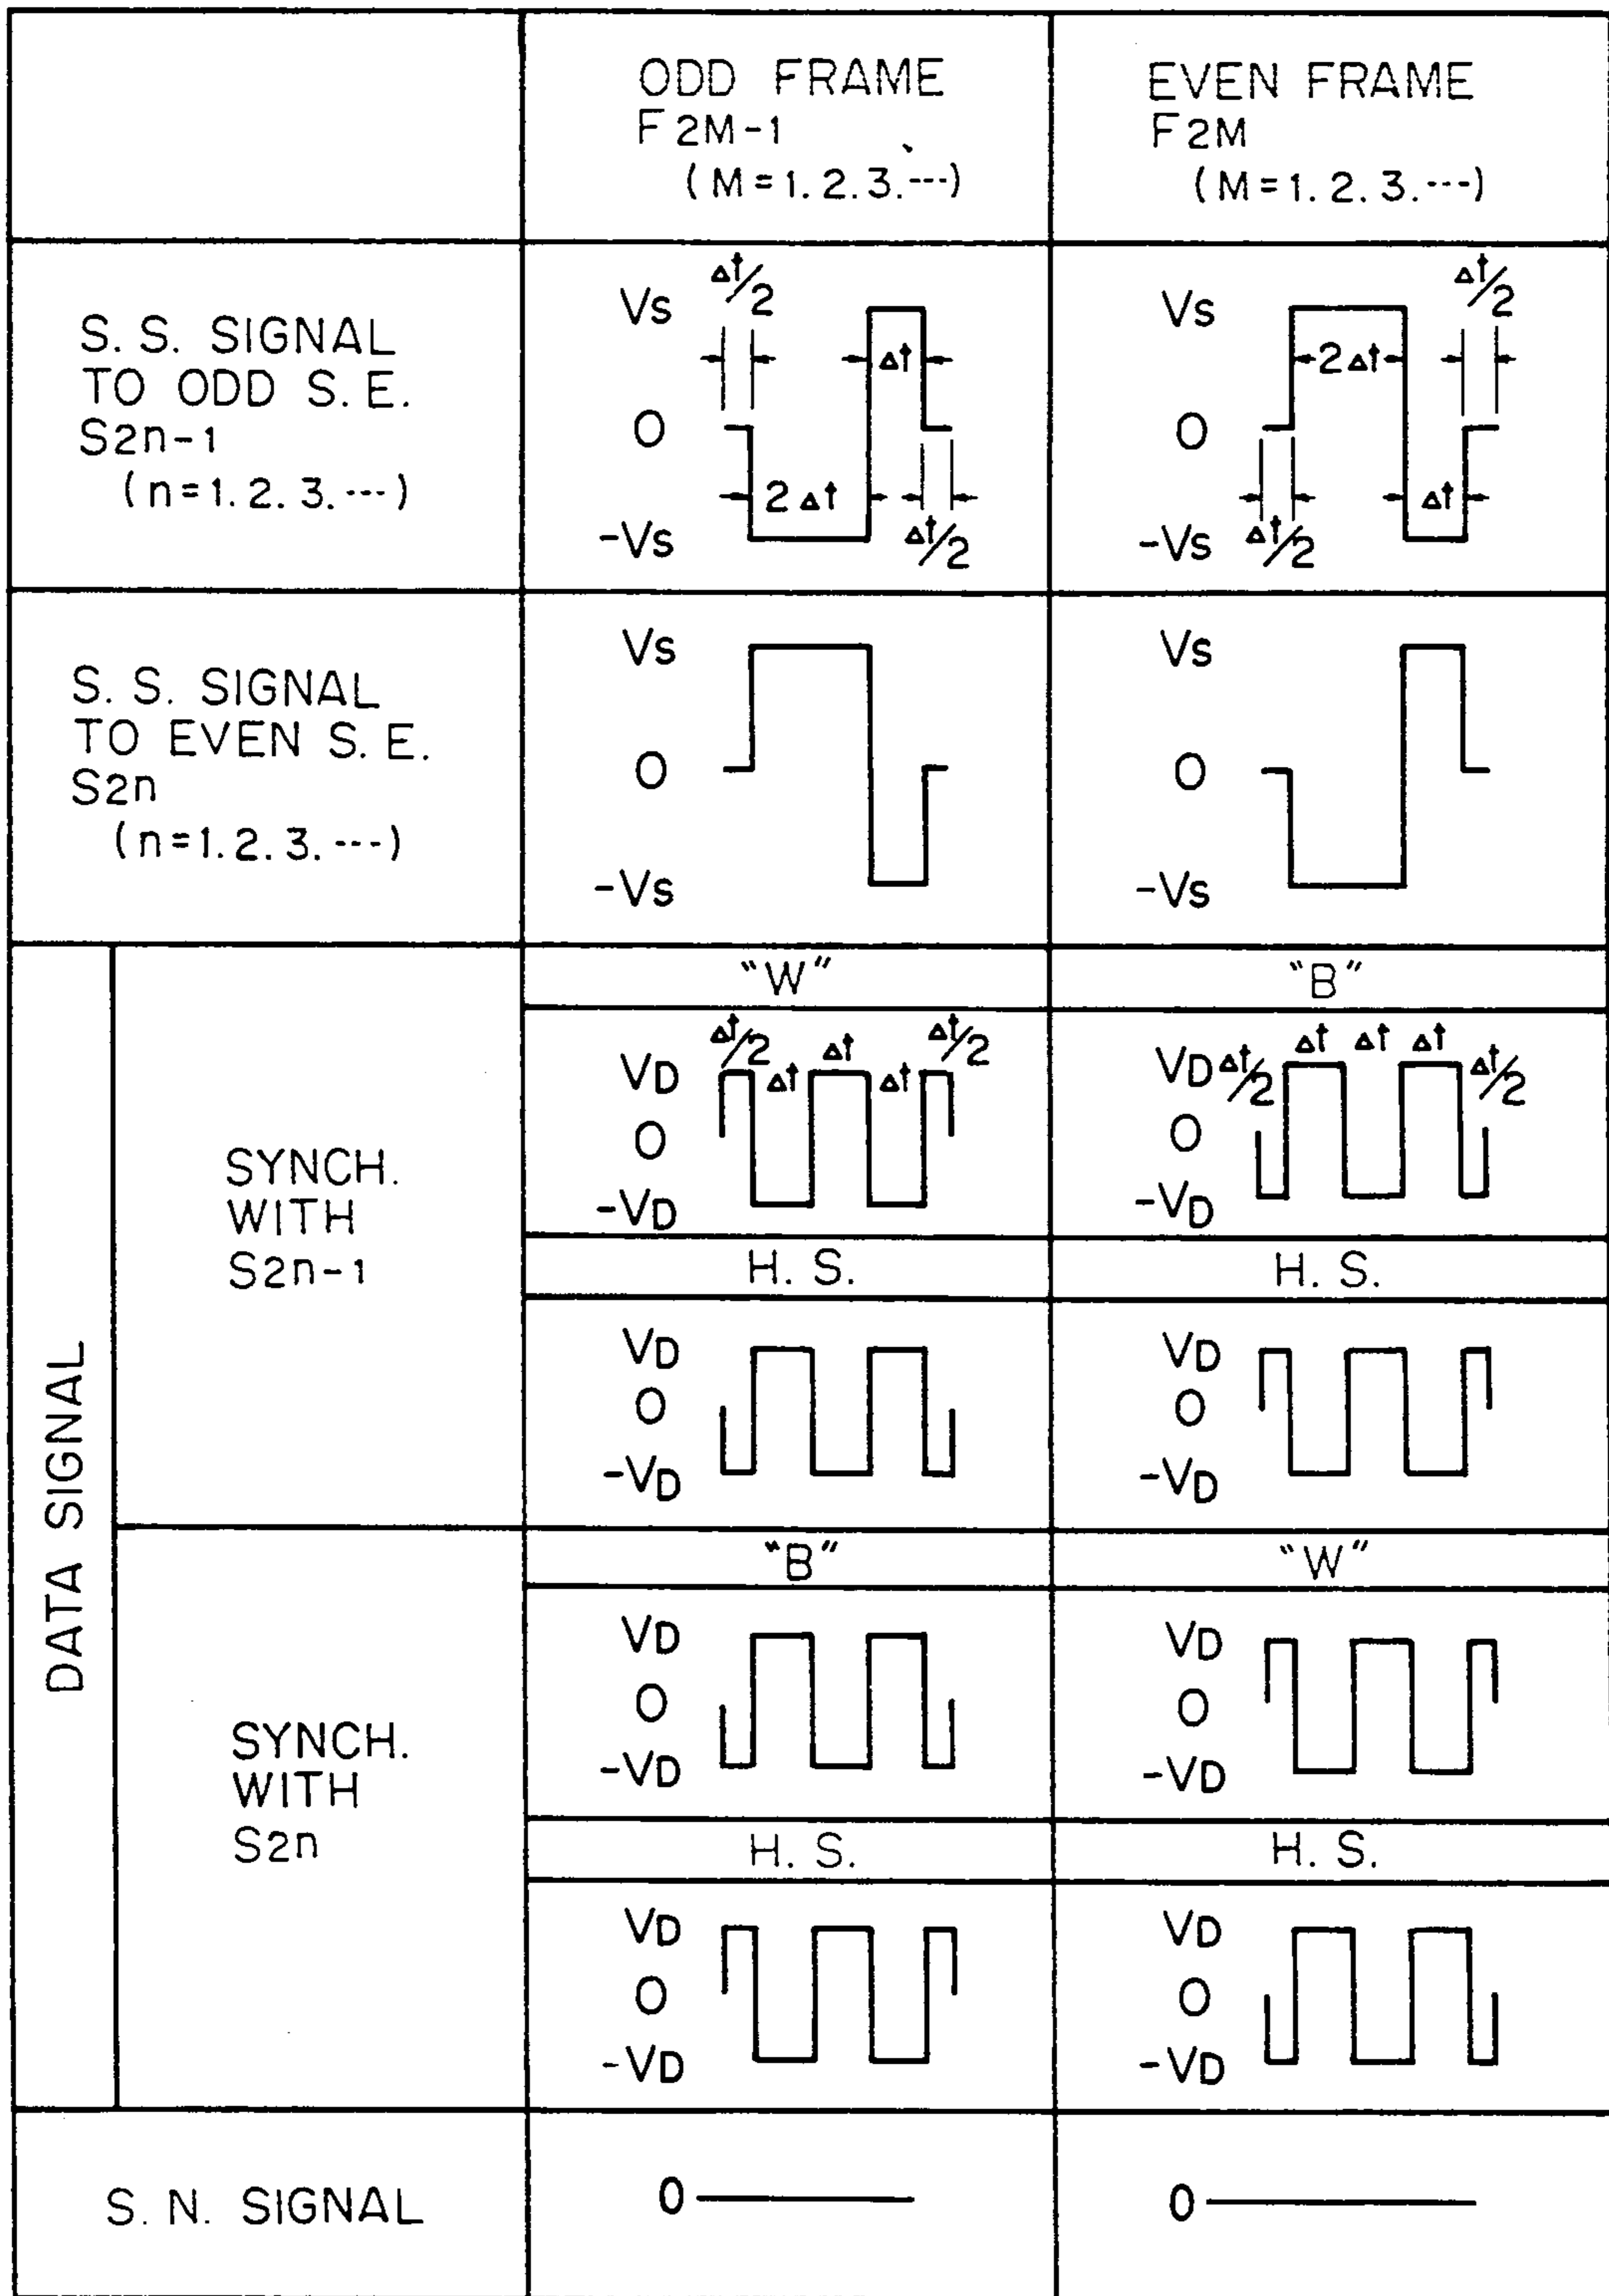 ODD FRAME
F2M-1
(M=1.2.3.---)
EVEN FRAME
F2M
(M=1.2.3.---)
S. S. SIGNAL
TO ODD S. E.
S2n-1
(n=1.2.3.---)
Vs
0
-Vs
Δt/2
Δt
2Δt
Δt/2
Vs
0
-Vs
Δt/2
2Δt
Δt
Δt/2
S. S. SIGNAL
TO EVEN S. E.
S2n
(n=1.2.3.---)
Vs
0
-Vs
Vs
0
-Vs
DATA SIGNAL
SYNCH.
WITH
S2n-1
"W"
"B"
VD
0
-VD
Δt/2
Δt
Δt
Δt
Δt/2
VD
0
-VD
Δt/2
Δt
Δt
Δt
Δt/2
H. S.
H. S.
VD
0
-VD
VD
0
-VD
SYNCH.
WITH
S2n
"B"
"W"
VD
0
-VD
VD
0
-VD
H. S.
H. S.
VD
0
-VD
VD
0
-VD
S. N. SIGNAL
0
0